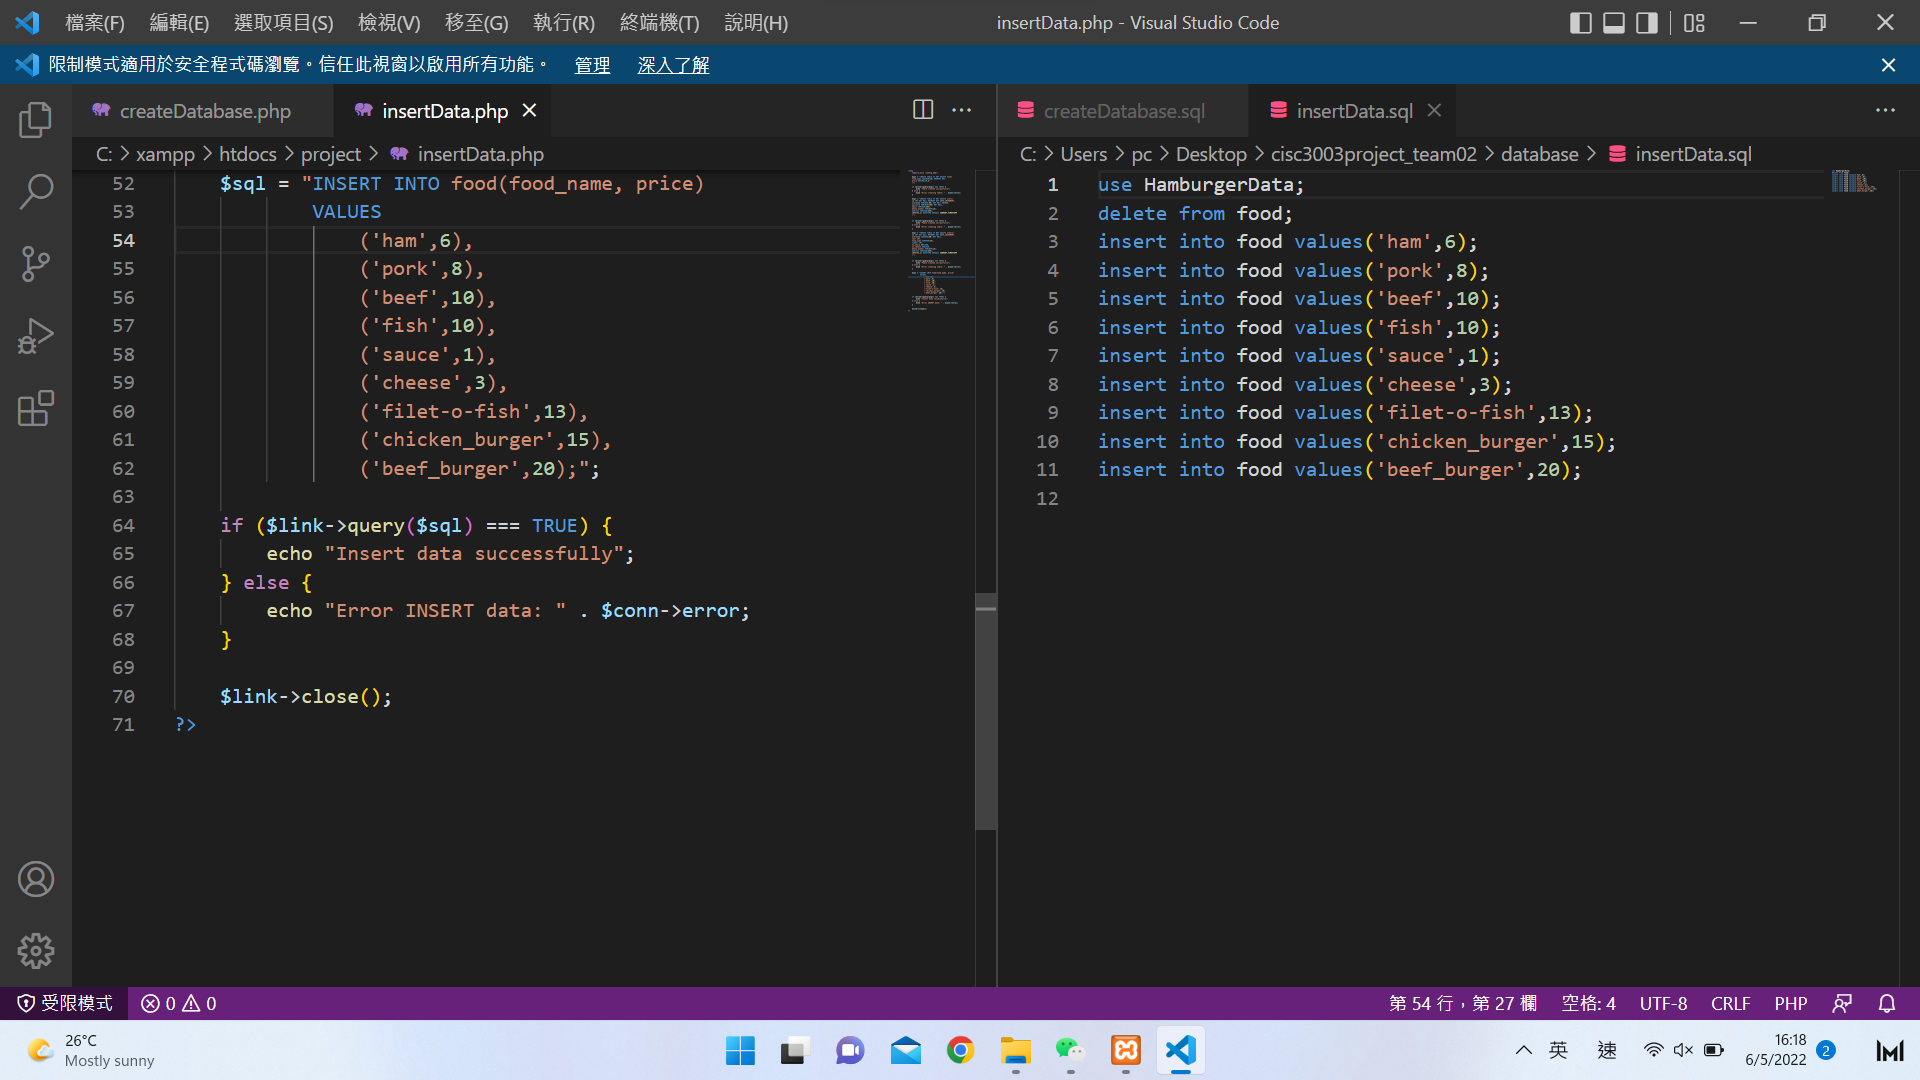 檔案(F) 編輯(E) 選取項目(S) 檢視(V) 移至(G) 執行(R) 終端機(T) 說明(H) insertData.php - Visual Studio Code
限制模式適用於安全程式碼瀏覽。信任此視窗以啟用所有功能。 管理 深入了解
createDatabase.php insertData.php
C: > xampp > htdocs > project > insertData.php
52 $sql = "INSERT INTO food(food_name, price)
53 VALUES
54 ('ham',6),
55 ('pork',8),
56 ('beef',10),
57 ('fish',10),
58 ('sauce',1),
59 ('cheese',3),
60 ('filet-o-fish',13),
61 ('chicken_burger',15),
62 ('beef_burger',20);";
63
64 if ($link->query($sql) === TRUE) {
65 echo "Insert data successfully";
66 } else {
67 echo "Error INSERT data: " . $conn->error;
68 }
69
70 $link->close();
71 ?>
createDatabase.sql insertData.sql
C: > Users > pc > Desktop > cisc3003project_team02 > database > insertData.sql
1 use HamburgerData;
2 delete from food;
3 insert into food values('ham',6);
4 insert into food values('pork',8);
5 insert into food values('beef',10);
6 insert into food values('fish',10);
7 insert into food values('sauce',1);
8 insert into food values('cheese',3);
9 insert into food values('filet-o-fish',13);
10 insert into food values('chicken_burger',15);
11 insert into food values('beef_burger',20);
12
受限模式 0 0 第 54 行，第 27 欄 空格: 4 UTF-8 CRLF PHP
26°C
Mostly sunny
英 速 16:18
6/5/2022 2